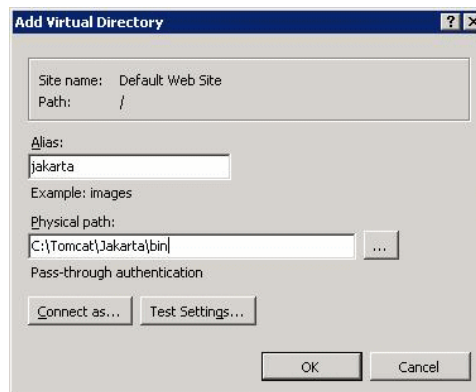 Add Virtual Directory
Site name: Default Web Site
Path: /
Alias:
jakarta
Example: images
Physical path:
C:\Tomcat\Jakarta\bin
...
Pass-through authentication
Connect as... Test Settings...
OK Cancel